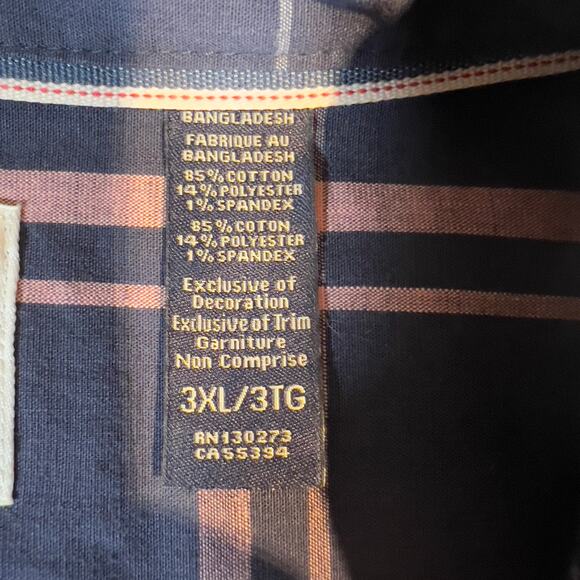 BANGLADESH
FABRIQUE AU
BANGLADESH
85% COTTON
14% POLYESTER
1% SPANDEX
85% COTON
14% POLYESTER
1% SPANDEX
Exclusive of
Decoration
Exclusive of Trim
Garniture
Non Comprise
3XL/3TG
RN130273
CA55394